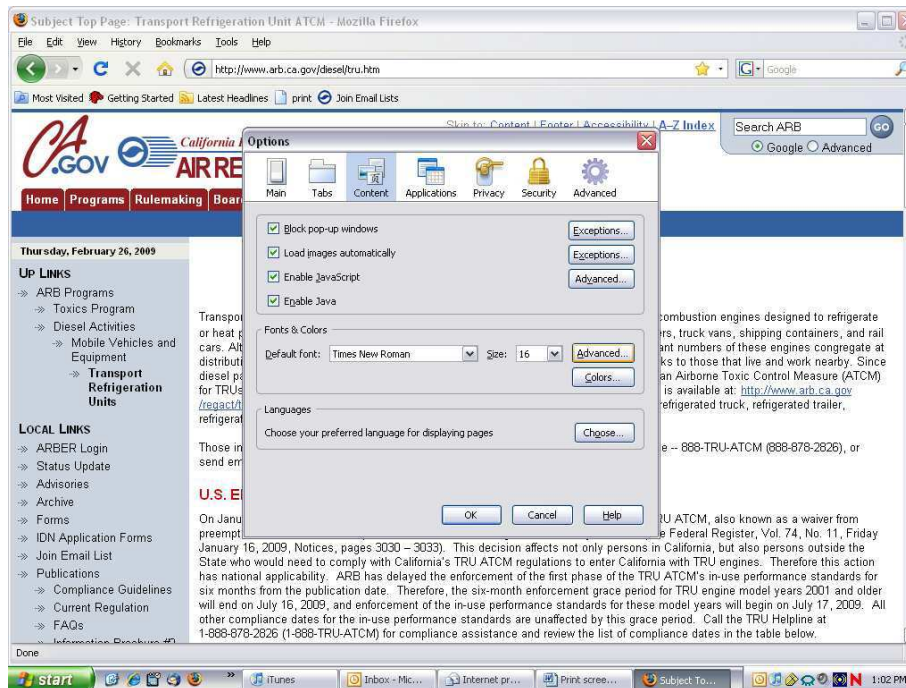 Subject Top Page: Transport Refrigeration Unit ATCM - Mozilla Firefox
File Edit View History Bookmarks Tools Help
http://www.arb.ca.gov/diesel/tru.htm
Google
Most Visited Getting Started Latest Headlines print Join Email Lists
Skip to: Content | Footer | Accessibility | A-Z Index
Search ARB
GO
Google Advanced
CA.GOV
California
AIR RE
Home Programs Rulemaking Boar
Thursday, February 26, 2009
UP LINKS
ARB Programs
Toxics Program
Diesel Activities
Mobile Vehicles and
Equipment
Transport
Refrigeration
Units
LOCAL LINKS
ARBER Login
Status Update
Advisories
Archive
Forms
IDN Application Forms
Join Email List
Publications
Compliance Guidelines
Current Regulation
FAQs
Options
Main Tabs Content Applications Privacy Security Advanced
Block pop-up windows Exceptions...
Load images automatically Exceptions...
Enable JavaScript Advanced...
Enable Java
Fonts & Colors
Default font: Times New Roman Size: 16 Advanced...
Colors...
Languages
Choose your preferred language for displaying pages Choose...
OK Cancel Help
Transpor combustion engines designed to refrigerate
or heat p ers, truck vans, shipping containers, and rail
cars. Alt ant numbers of these engines congregate at
distributi ks to those that live and work nearby. Since
diesel pa an Airborne Toxic Control Measure (ATCM)
for TRUs is available at: http://www.arb.ca.gov
/regact/t refrigerated truck, refrigerated trailer,
refrigerat
Those in e -- 888-TRU-ATCM (888-878-2826), or
send em
U.S. E
On Janu RU ATCM, also known as a waiver from
preempt e Federal Register, Vol. 74, No. 11, Friday
January 16, 2009, Notices, pages 3030 – 3033). This decision affects not only persons in California, but also persons outside the
State who would need to comply with California's TRU ATCM regulations to enter California with TRU engines. Therefore this action
has national applicability. ARB has delayed the enforcement of the first phase of the TRU ATCM's in-use performance standards for
six months from the publication date. Therefore, the six-month enforcement grace period for TRU engine model years 2001 and older
will end on July 16, 2009, and enforcement of the in-use performance standards for these model years will begin on July 17, 2009. All
other compliance dates for the in-use performance standards are unaffected by this grace period. Call the TRU Helpline at
1-888-878-2826 (1-888-TRU-ATCM) for compliance assistance and review the list of compliance dates in the table below.
Done
start iTunes Inbox - Mic... Internet pr... Print scree... Subject To... 1:02 PM